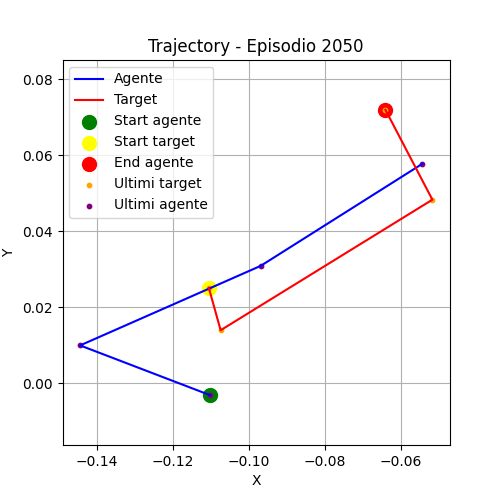 Trajectory - Episodio 2050
Agente
Target
Start agente
Start target
End agente
Ultimi target
Ultimi agente
0.08
0.06
0.04
0.02
0.00
Y
−0.14 −0.12 −0.10 −0.08 −0.06
X